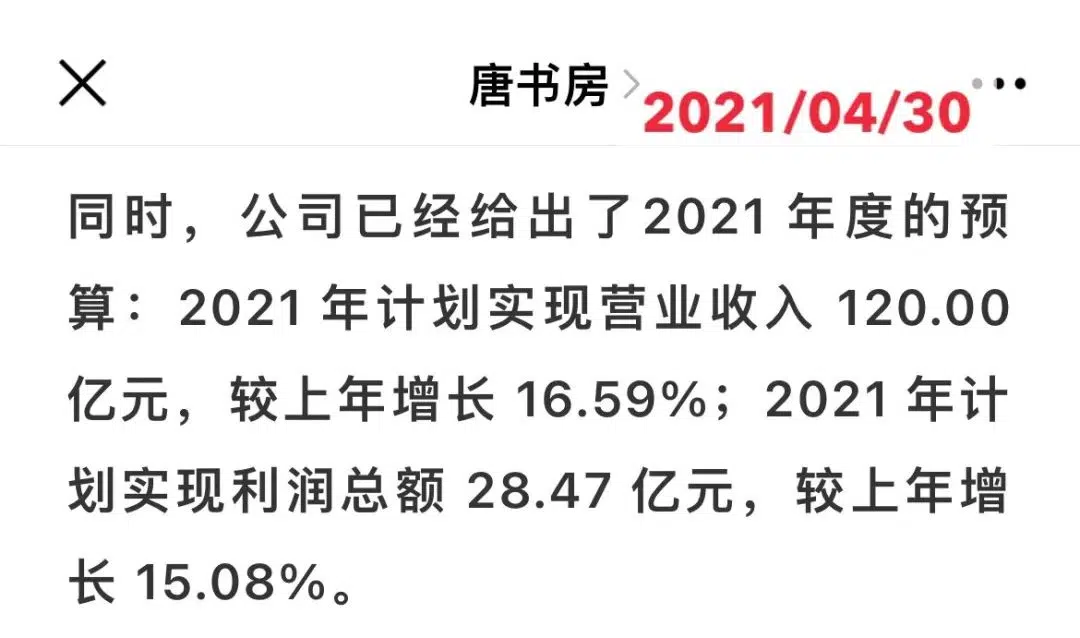 唐书房
2021/04/30
同时，公司已经给出了2021 年度的预
算：2021 年计划实现营业收入 120.00
亿元，较上年增长 16.59%；2021 年计
划实现利润总额 28.47 亿元，较上年增
长 15.08%。